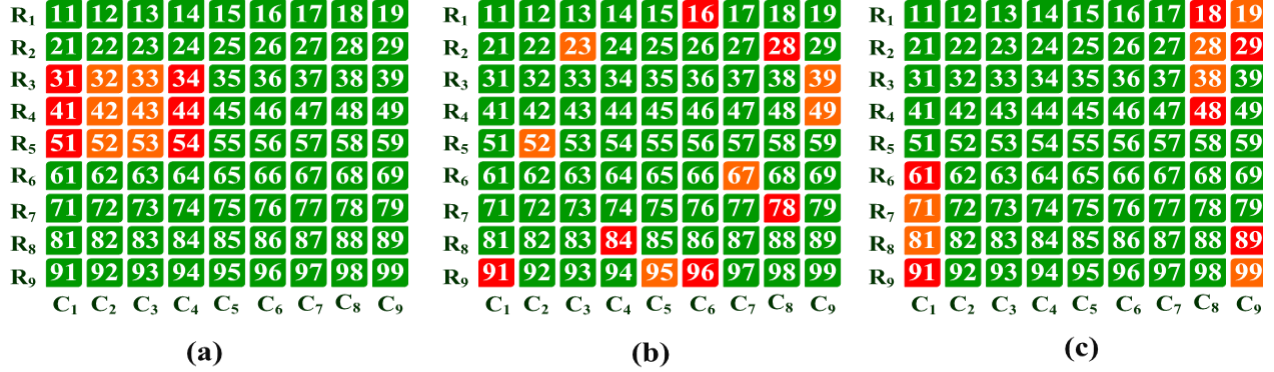 R1 11 12 13 14 15 16 17 18 19
R2 21 22 23 24 25 26 27 28 29
R3 31 32 33 34 35 36 37 38 39
R4 41 42 43 44 45 46 47 48 49
R5 51 52 53 54 55 56 57 58 59
R6 61 62 63 64 65 66 67 68 69
R7 71 72 73 74 75 76 77 78 79
R8 81 82 83 84 85 86 87 88 89
R9 91 92 93 94 95 96 97 98 99
C1 C2 C3 C4 C5 C6 C7 C8 C9
(a)
R1 11 12 13 14 15 16 17 18 19
R2 21 22 23 24 25 26 27 28 29
R3 31 32 33 34 35 36 37 38 39
R4 41 42 43 44 45 46 47 48 49
R5 51 52 53 54 55 56 57 58 59
R6 61 62 63 64 65 66 67 68 69
R7 71 72 73 74 75 76 77 78 79
R8 81 82 83 84 85 86 87 88 89
R9 91 92 93 94 95 96 97 98 99
C1 C2 C3 C4 C5 C6 C7 C8 C9
(b)
R1 11 12 13 14 15 16 17 18 19
R2 21 22 23 24 25 26 27 28 29
R3 31 32 33 34 35 36 37 38 39
R4 41 42 43 44 45 46 47 48 49
R5 51 52 53 54 55 56 57 58 59
R6 61 62 63 64 65 66 67 68 69
R7 71 72 73 74 75 76 77 78 79
R8 81 82 83 84 85 86 87 88 89
R9 91 92 93 94 95 96 97 98 99
C1 C2 C3 C4 C5 C6 C7 C8 C9
(c)